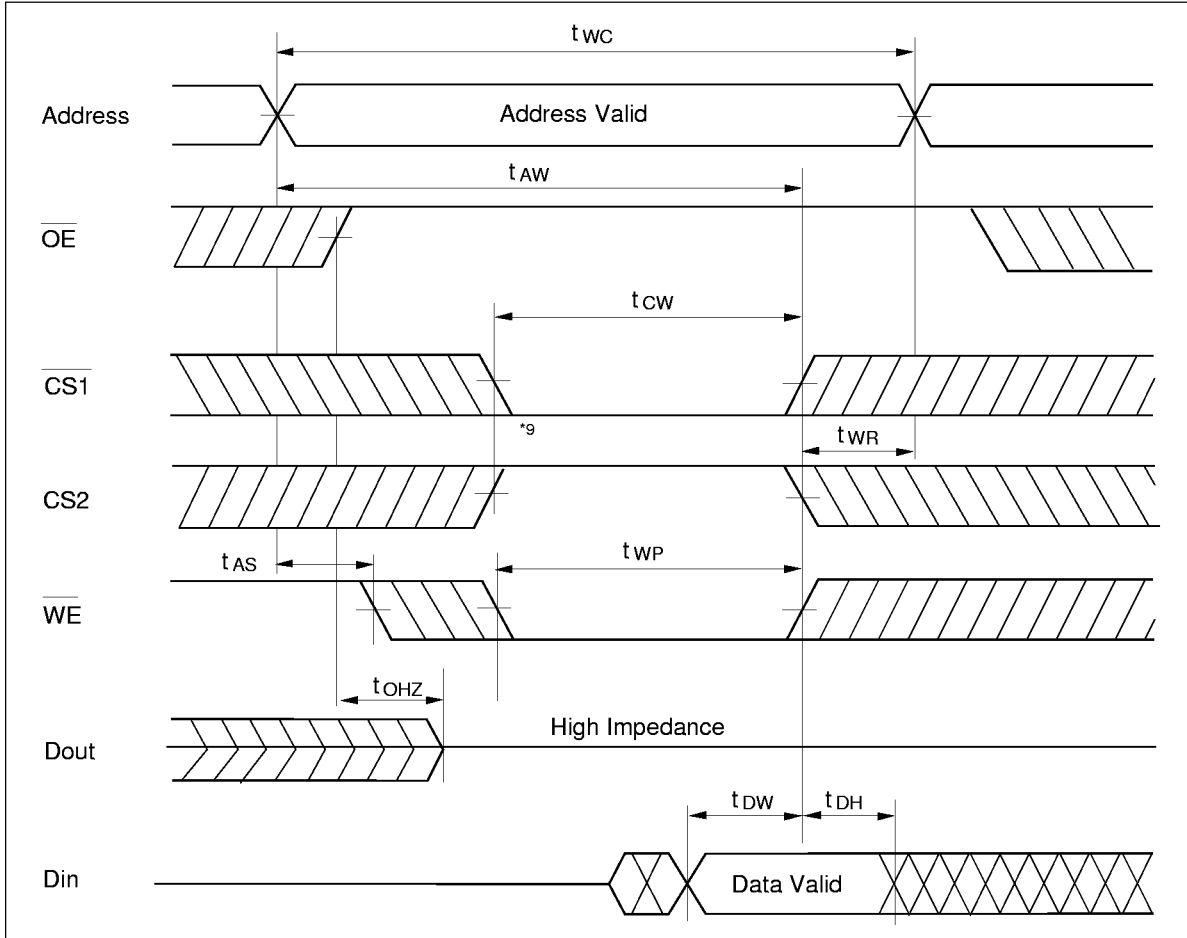 tWC
Address
Address Valid
tAW
OE
tCW
CS1
*9
tWR
CS2
tAS
tWP
WE
tOHZ
High Impedance
Dout
tDW
tDH
Din
Data Valid